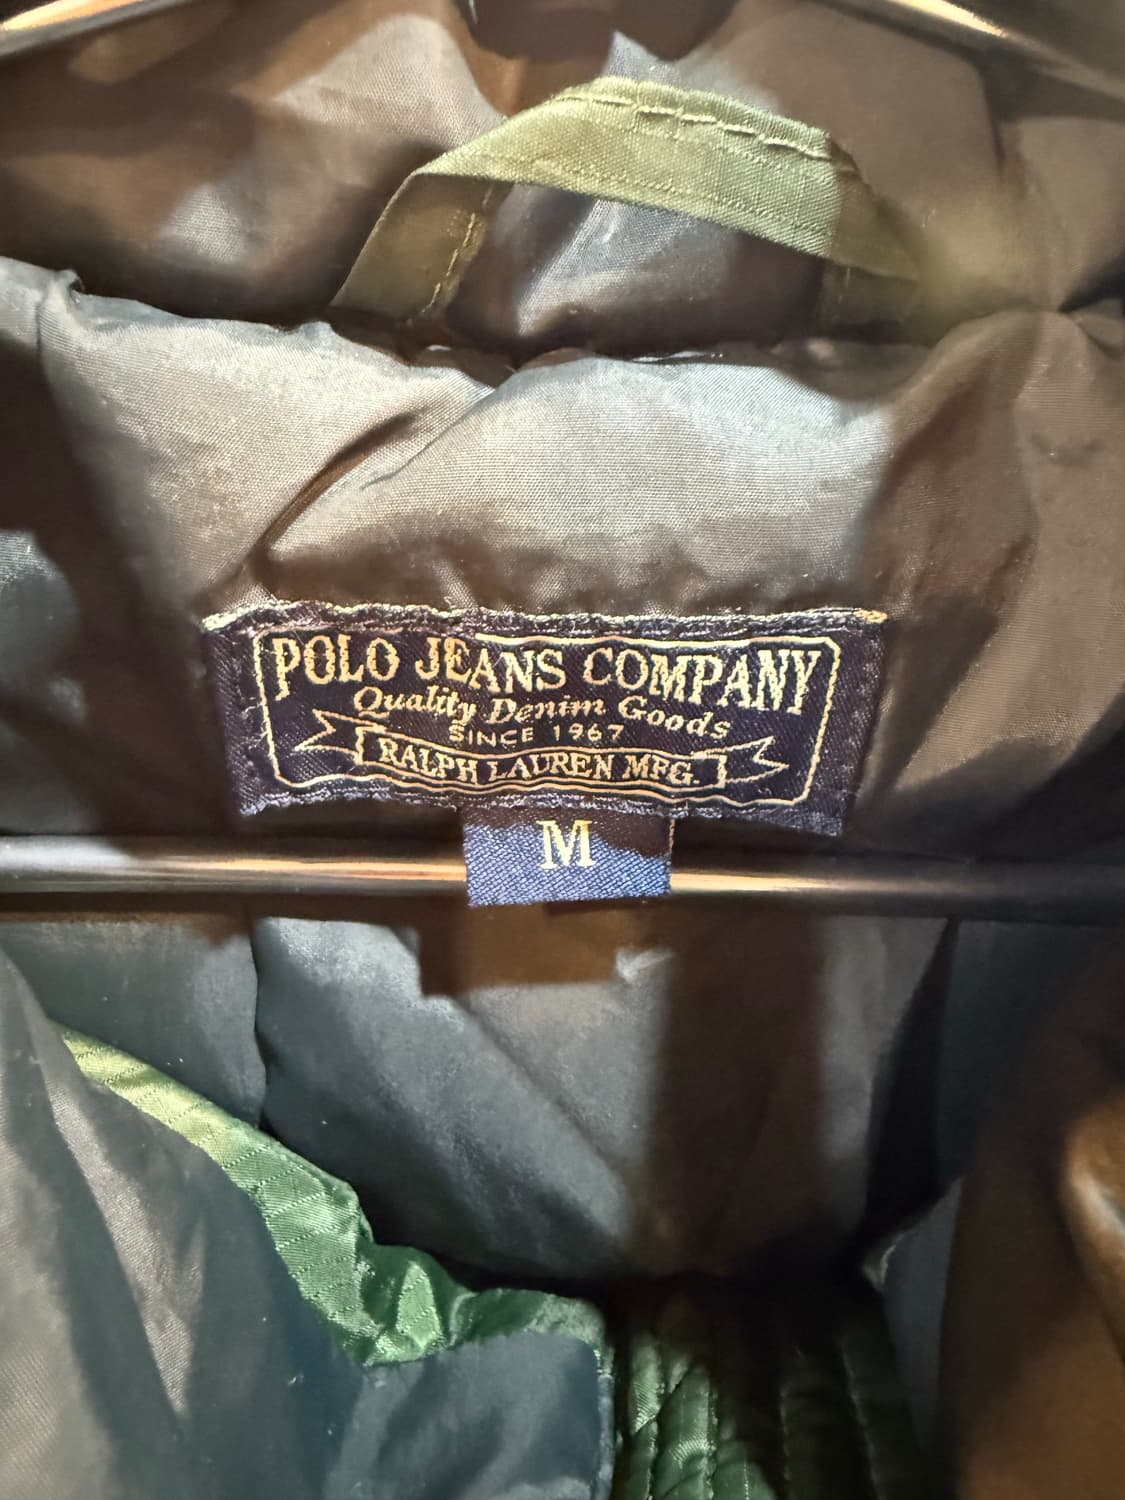 POLO JEANS COMPANY
Quality Denim Goods
SINCE 1967
RALPH LAUREN MFG.
M